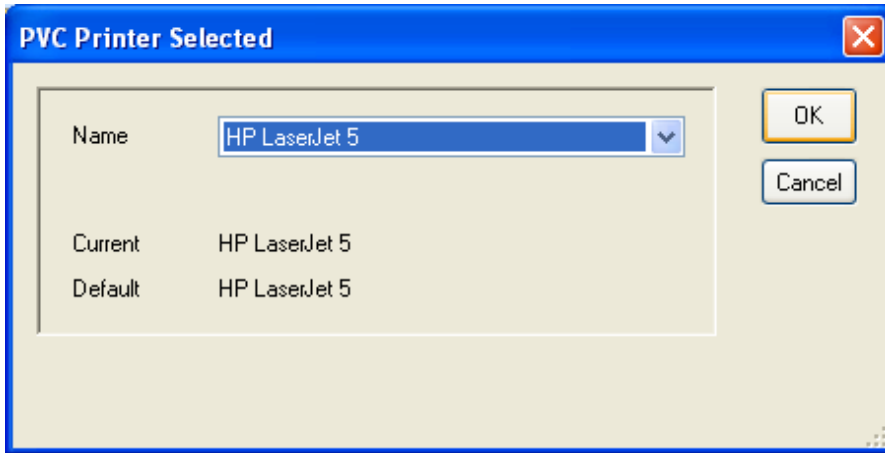 PVC Printer Selected
Name HP LaserJet 5 OK
Cancel
Current HP LaserJet 5
Default HP LaserJet 5